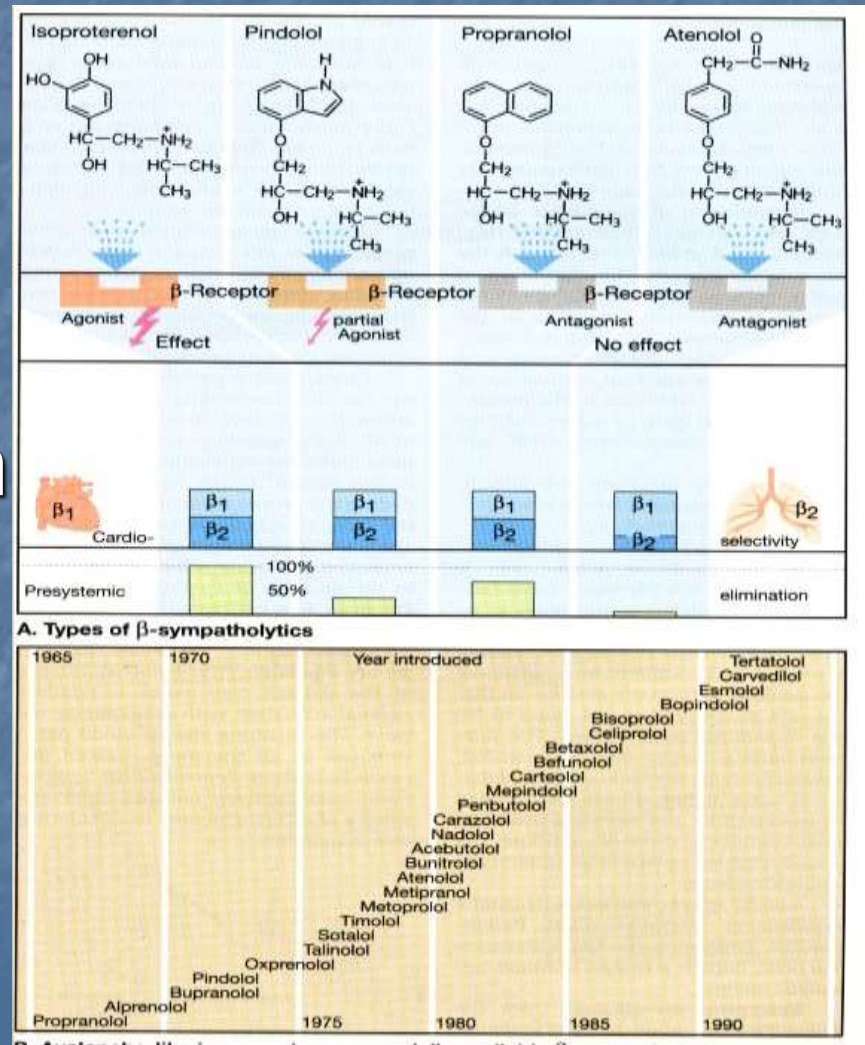 Isoproterenol
Pindolol
Propranolol
Atenolol
OH
HO
HC—CH₂—NH₂
+
OH
HC—CH₃
CH₃
H
N
O
CH₂
HC—CH₂—NH₂
+
OH
HC—CH₃
CH₃
O
CH₂
HC—CH₂—NH₂
+
OH
HC—CH₃
CH₃
O
CH₂—C—NH₂
O
CH₂
HC—CH₂—NH₂
+
OH
HC—CH₃
CH₃
β-Receptor
β-Receptor
β-Receptor
Agonist
Effect
partial
Agonist
Antagonist
No effect
Antagonist
β1
Cardio-
β1
β2
β1
β2
β1
β2
β1
β2
β2
selectivity
Presystemic
100%
50%
elimination
A. Types of β-sympatholytics
1965
1970
Year introduced
Tertatolol
Carvedilol
Esmolol
Bopindolol
Bisoprolol
Celiprolol
Betaxolol
Befunolol
Carteolol
Mepindolol
Penbutolol
Carazolol
Nadolol
Acebutolol
Bunitrolol
Atenolol
Metipranol
Metoprolol
Timolol
Sotalol
Talinolol
Oxprenolol
Pindolol
Bupranolol
Alprenolol
Propranolol
1975
1980
1985
1990